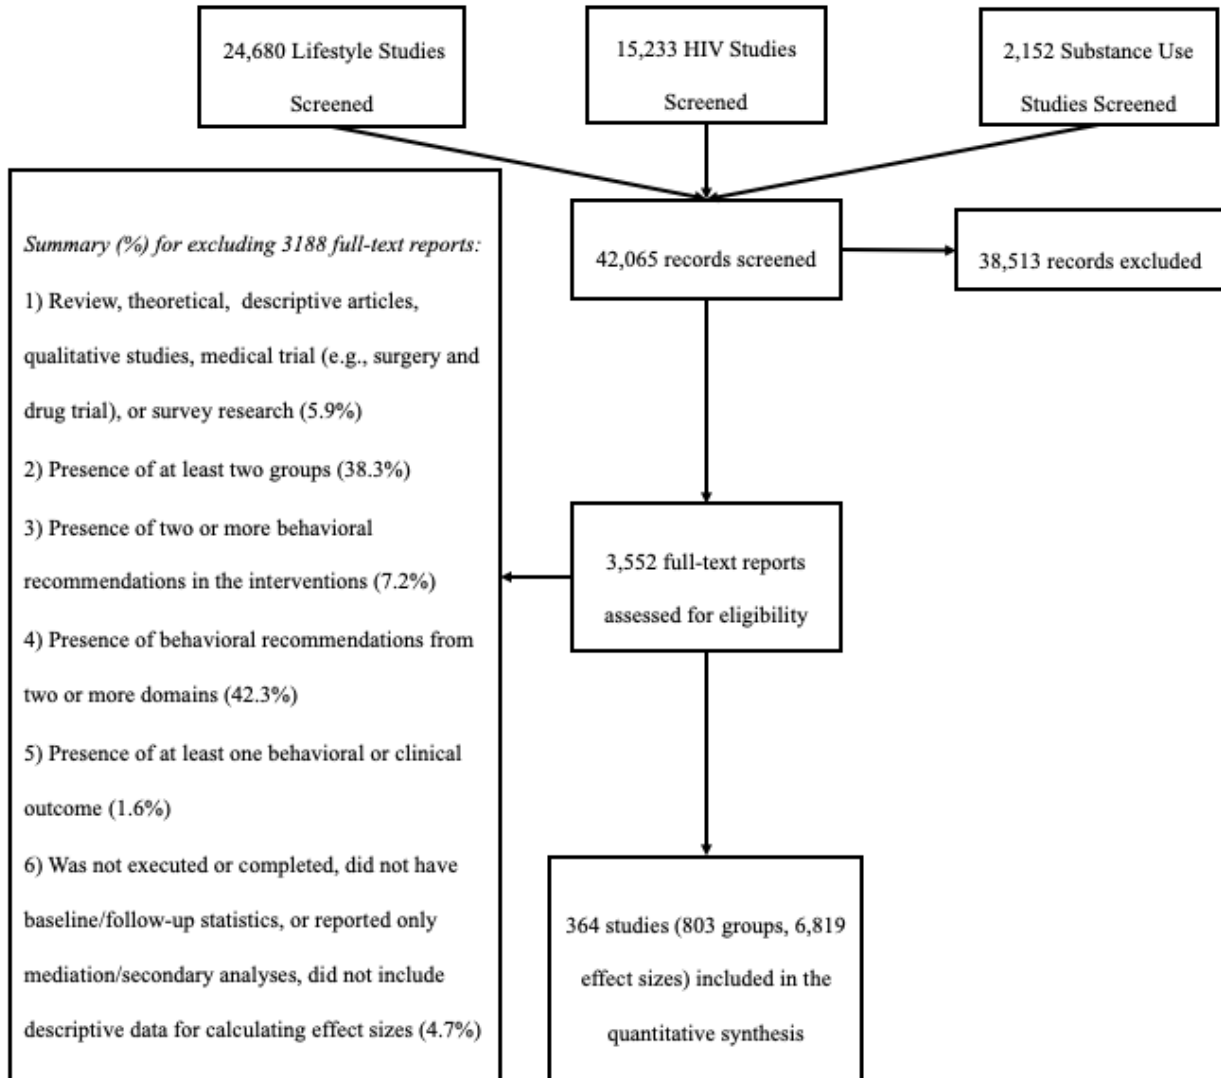 24,680 Lifestyle Studies
Screened
15,233 HIV Studies
Screened
2,152 Substance Use
Studies Screened
42,065 records screened
38,513 records excluded
Summary (%) for excluding 3188 full-text reports:
1) Review, theoretical, descriptive articles,
qualitative studies, medical trial (e.g., surgery and
drug trial), or survey research (5.9%)
2) Presence of at least two groups (38.3%)
3) Presence of two or more behavioral
recommendations in the interventions (7.2%)
4) Presence of behavioral recommendations from
two or more domains (42.3%)
5) Presence of at least one behavioral or clinical
outcome (1.6%)
6) Was not executed or completed, did not have
baseline/follow-up statistics, or reported only
mediation/secondary analyses, did not include
descriptive data for calculating effect sizes (4.7%)
3,552 full-text reports
assessed for eligibility
364 studies (803 groups, 6,819
effect sizes) included in the
quantitative synthesis